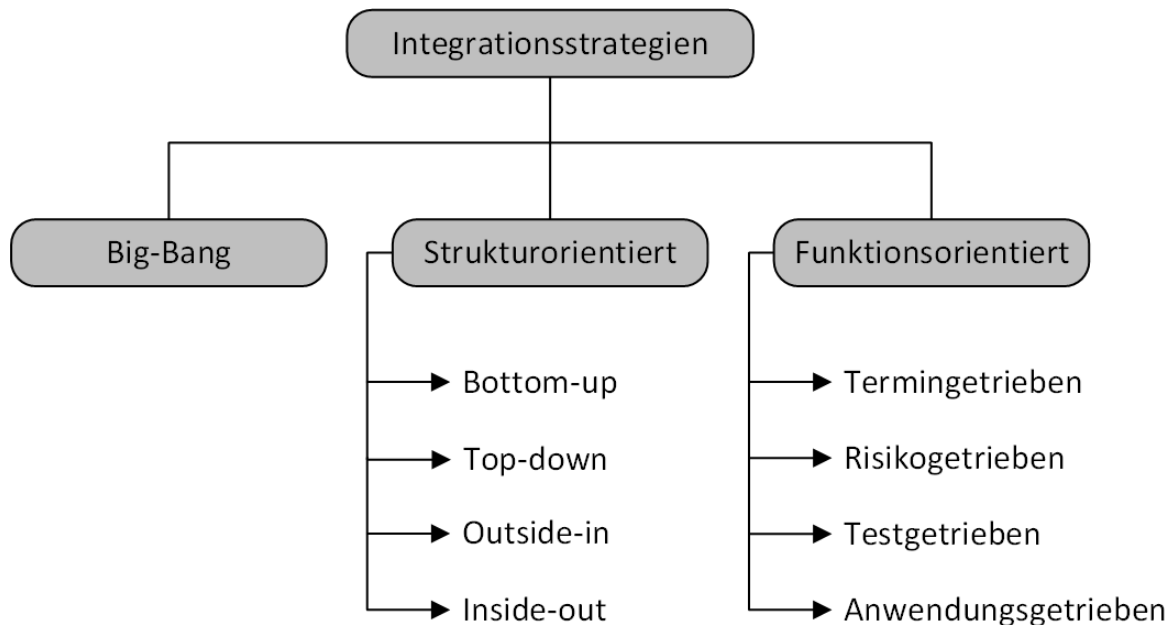 Integrationsstrategien
Big-Bang
Strukturorientiert
Funktionsorientiert
Bottom-up
Top-down
Outside-in
Inside-out
Termingetrieben
Risikogetrieben
Testgetrieben
Anwendungsgetrieben